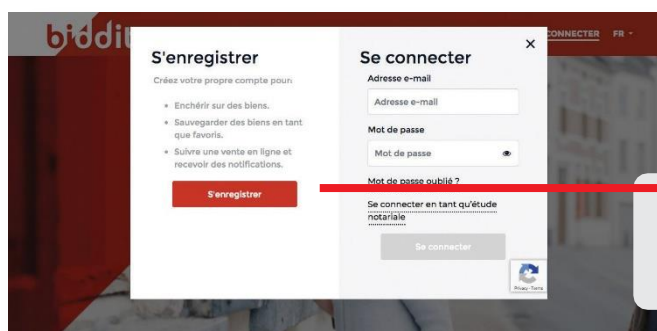 biddit
CONNECTER FR
S'enregistrer
Créez votre propre compte pour:
• Enchérir sur des biens.
• Sauvegarder des biens en tant
que favoris.
• Suivre une vente en ligne et
recevoir des notifications.
S'enregistrer
×
Se connecter
Adresse e-mail
Adresse e-mail
Mot de passe
Mot de passe
Mot de passe oublié ?
Se connecter en tant qu'étude
notariale
Se connecter
Privacy - Terms